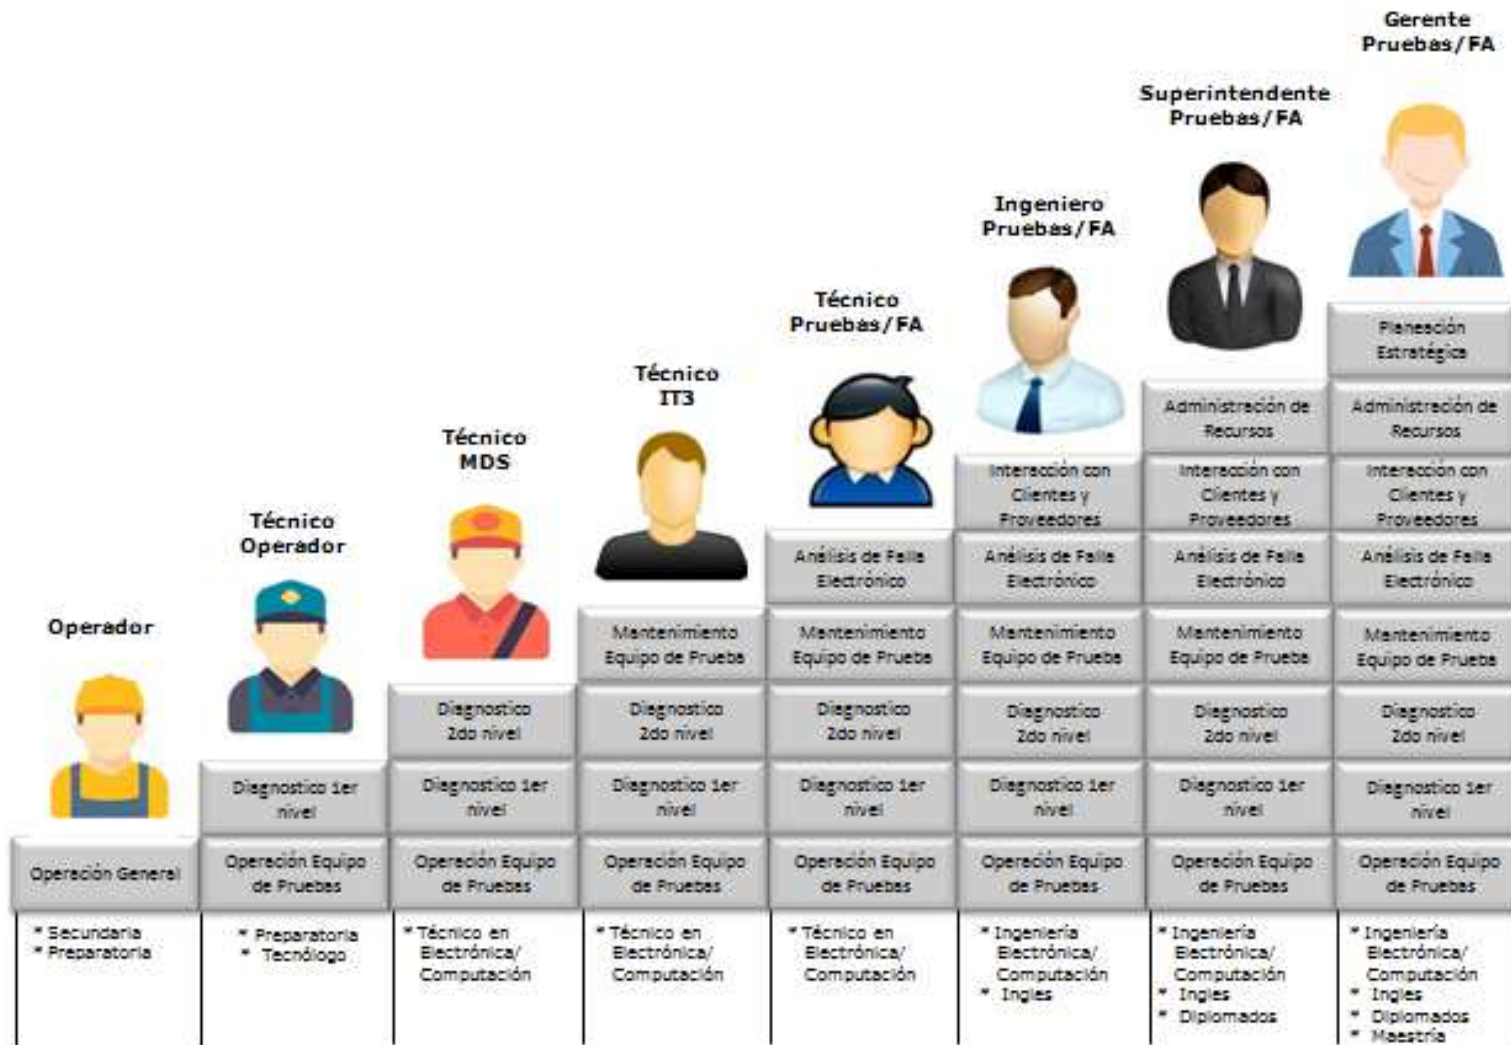 Gerente
Pruebas/FA
Superintendente
Pruebas/FA
Ingeniero
Pruebas/FA
Técnico
Pruebas/FA
Técnico
IT3
Técnico
MDS
Técnico
Operador
Operador
Planeación
Estratégica
Administración de
Recursos
Administración de
Recursos
Interacción con
Clientes y
Proveedores
Interacción con
Clientes y
Proveedores
Interacción con
Clientes y
Proveedores
Análisis de Falla
Electrónico
Análisis de Falla
Electrónico
Análisis de Falla
Electrónico
Análisis de Falla
Electrónico
Mantenimiento
Equipo de Prueba
Mantenimiento
Equipo de Prueba
Mantenimiento
Equipo de Prueba
Mantenimiento
Equipo de Prueba
Mantenimiento
Equipo de Prueba
Diagnostico
2do nivel
Diagnostico
2do nivel
Diagnostico
2do nivel
Diagnostico
2do nivel
Diagnostico
2do nivel
Diagnostico
2do nivel
Diagnostico 1er
nivel
Diagnostico 1er
nivel
Diagnostico 1er
nivel
Diagnostico 1er
nivel
Diagnostico 1er
nivel
Diagnostico 1er
nivel
Diagnostico 1er
nivel
Operación General
Operación Equipo
de Pruebas
Operación Equipo
de Pruebas
Operación Equipo
de Pruebas
Operación Equipo
de Pruebas
Operación Equipo
de Pruebas
Operación Equipo
de Pruebas
Operación Equipo
de Pruebas
* Secundaria
* Preparatoria
* Preparatoria
* Tecnólogo
* Técnico en
Electrónica/
Computación
* Técnico en
Electrónica/
Computación
* Técnico en
Electrónica/
Computación
* Ingeniería
Electrónica/
Computación
* Ingles
* Ingeniería
Electrónica/
Computación
* Ingles
* Diplomados
* Ingeniería
Electrónica/
Computación
* Ingles
* Diplomados
* Maestría